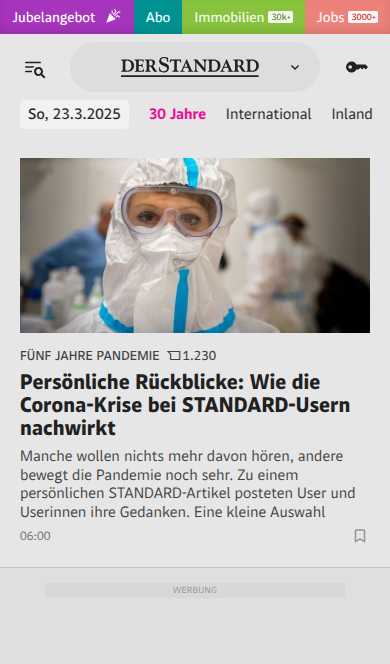 Jubelangebot Abo Immobilien 30k+ Jobs 3000+
DERSTANDARD
So, 23.3.2025 30 Jahre International Inland
FÜNF JAHRE PANDEMIE 1.230
Persönliche Rückblicke: Wie die
Corona-Krise bei STANDARD-Usern
nachwirkt
Manche wollen nichts mehr davon hören, andere
bewegt die Pandemie noch sehr. Zu einem
persönlichen STANDARD-Artikel posteten User und
Userinnen ihre Gedanken. Eine kleine Auswahl
06:00
WERBUNG